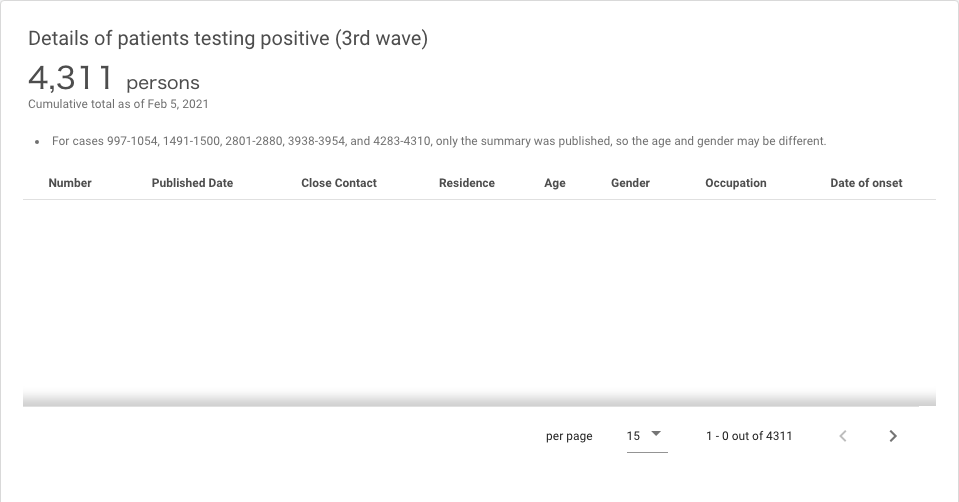 Details of patients testing positive (3rd wave)
4,311 persons
Cumulative total as of Feb 5, 2021
• For cases 997-1054, 1491-1500, 2801-2880, 3938-3954, and 4283-4310, only the summary was published, so the age and gender may be different.
Number Published Date Close Contact Residence Age Gender Occupation Date of onset
per page 15 1 - 0 out of 4311